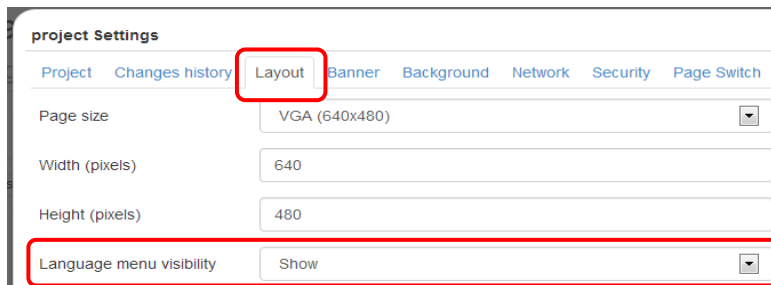 project Settings
Project Changes history Layout Banner Background Network Security Page Switch
Page size VGA (640x480)
Width (pixels) 640
Height (pixels) 480
Language menu visibility Show